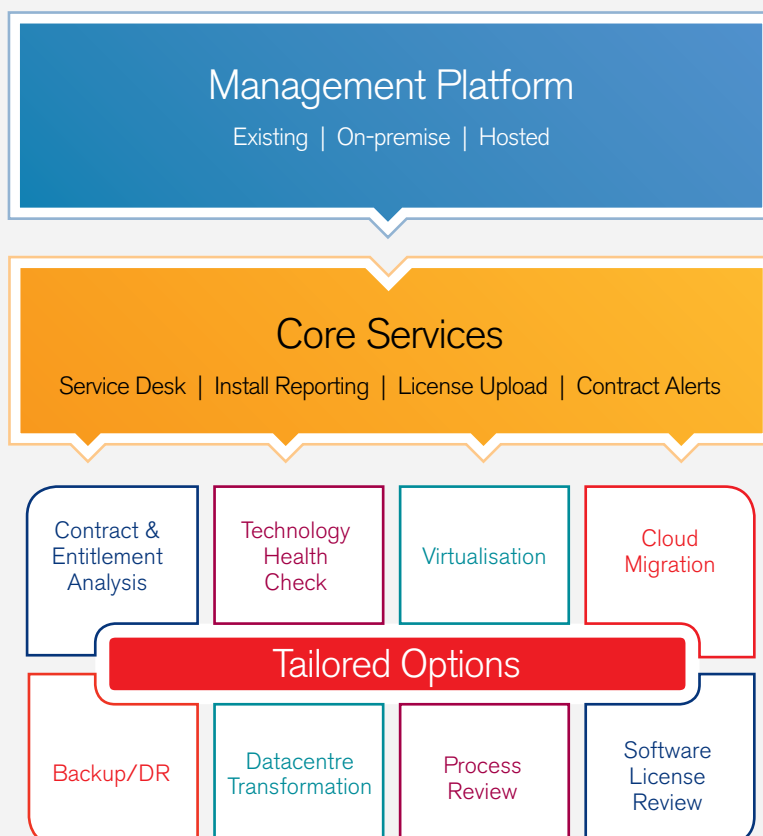 Management Platform
Existing | On-premise | Hosted
Core Services
Service Desk | Install Reporting | License Upload | Contract Alerts
Contract &
Entitlement
Analysis
Technology
Health
Check
Virtualisation
Cloud
Migration
Tailored Options
Backup/DR
Datacentre
Transformation
Process
Review
Software
License
Review